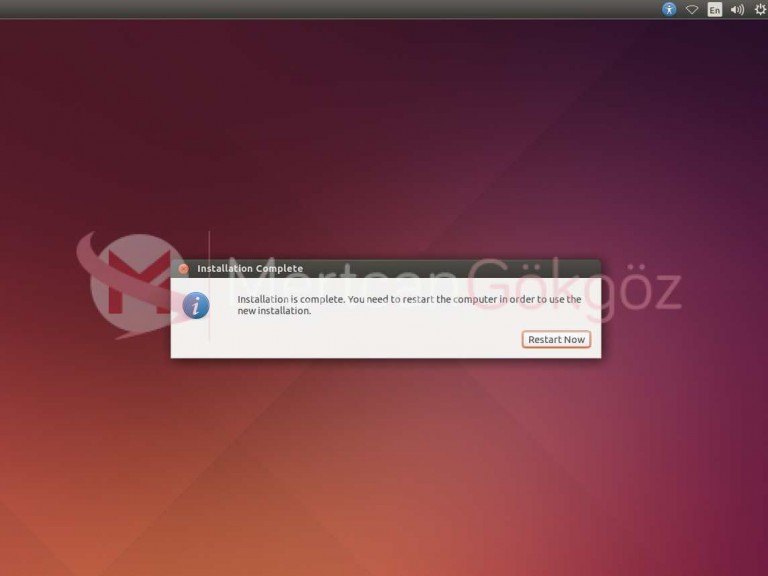 En
Installation Complete
MertcanGökgöz
Installation is complete. You need to restart the computer in order to use the
new installation.
Restart Now